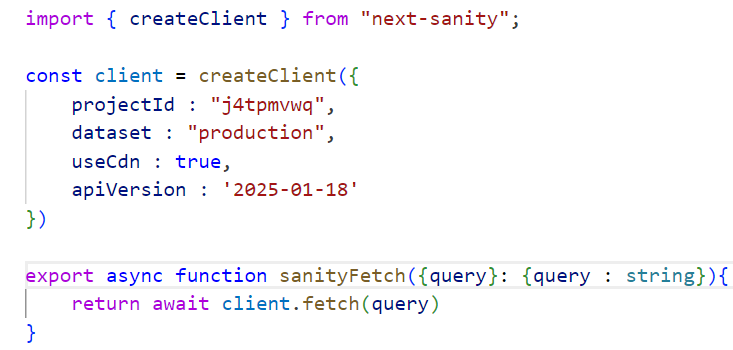 import { createClient } from "next-sanity";
const client = createClient({
projectId : "j4tpmvwq",
dataset : "production",
useCdn : true,
apiVersion : '2025-01-18'
})
export async function sanityFetch({query}: {query : string}){
return await client.fetch(query)
}